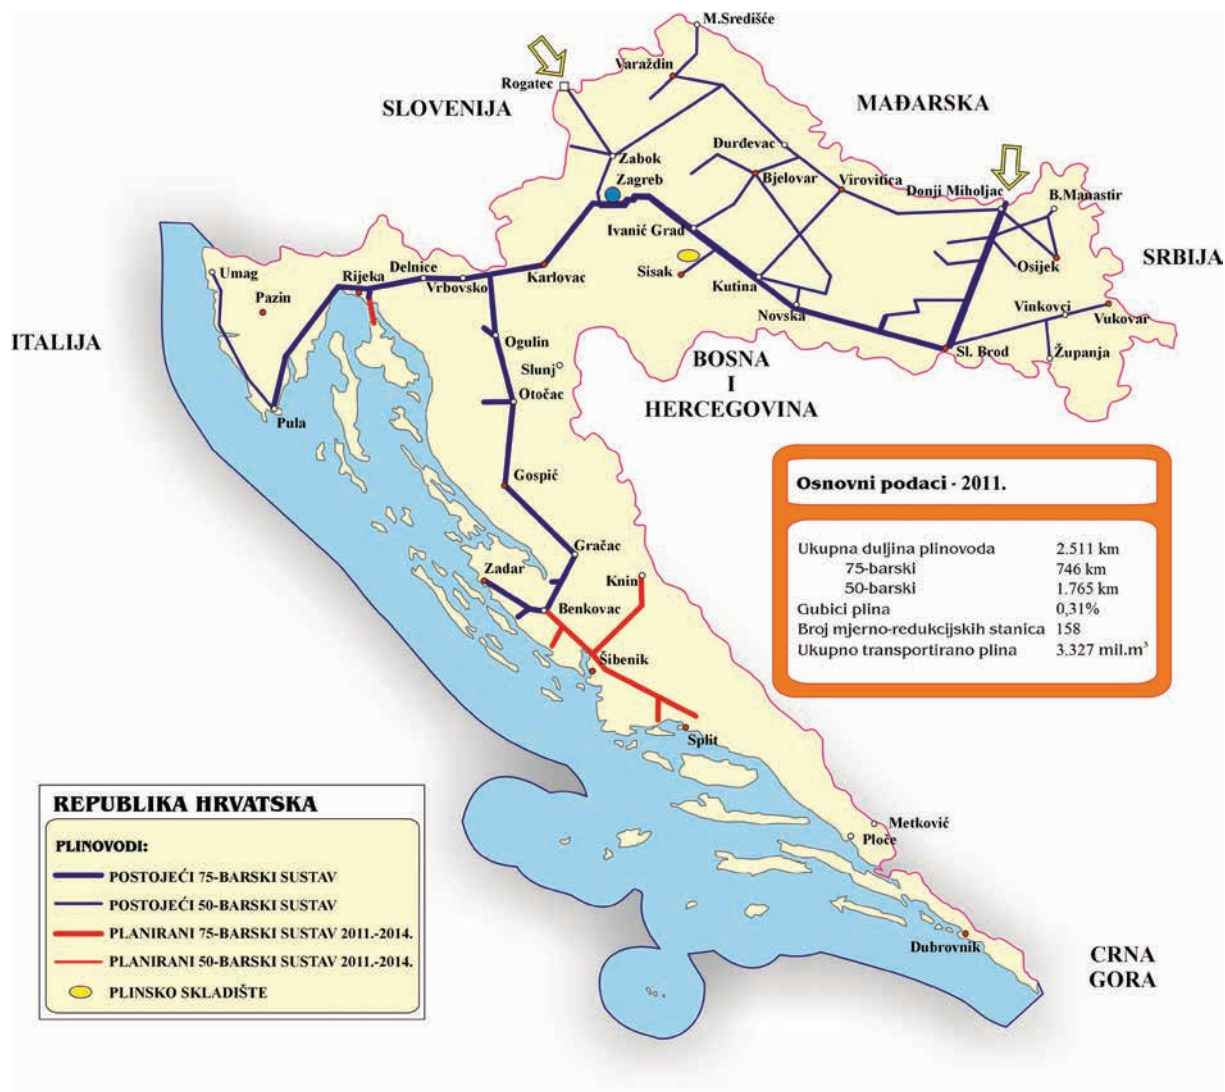 M.Središće
Varaždin
Rogatec
SLOVENIJA
MAĐARSKA
Đurđevac
Zabok
Zagreb
Bjelovar
Virovitica
Donji Miholjac
B.Manastir
Ivanić Grad
SRBIJA
Umag
Rijeka
Delnice
Vrbovsko
Karlovac
Sisak
Kutina
Osijek
Pazin
Novska
Vinkovci
Vukovar
ITALIJA
Ogulin
Sl. Brod
Županja
Slunj
BOSNA
I
HERCEGOVINA
Otočac
Pula
Gospić
Gračac
Zadar
Knin
Benkovac
Šibenik
Split
Metković
Ploče
Dubrovnik
CRNA
GORA
Osnovni podaci - 2011.
Ukupna duljina plinovoda 2.511 km
75-barski 746 km
50-barski 1.765 km
Gubici plina 0,31%
Broj mjerno-redukcijskih stanica 158
Ukupno transportirano plina 3.327 mil.m³
REPUBLIKA HRVATSKA
PLINOVODI:
POSTOJEĆI 75-BARSKI SUSTAV
POSTOJEĆI 50-BARSKI SUSTAV
PLANIRANI 75-BARSKI SUSTAV 2011.-2014.
PLANIRANI 50-BARSKI SUSTAV 2011.-2014.
PLINSKO SKLADIŠTE